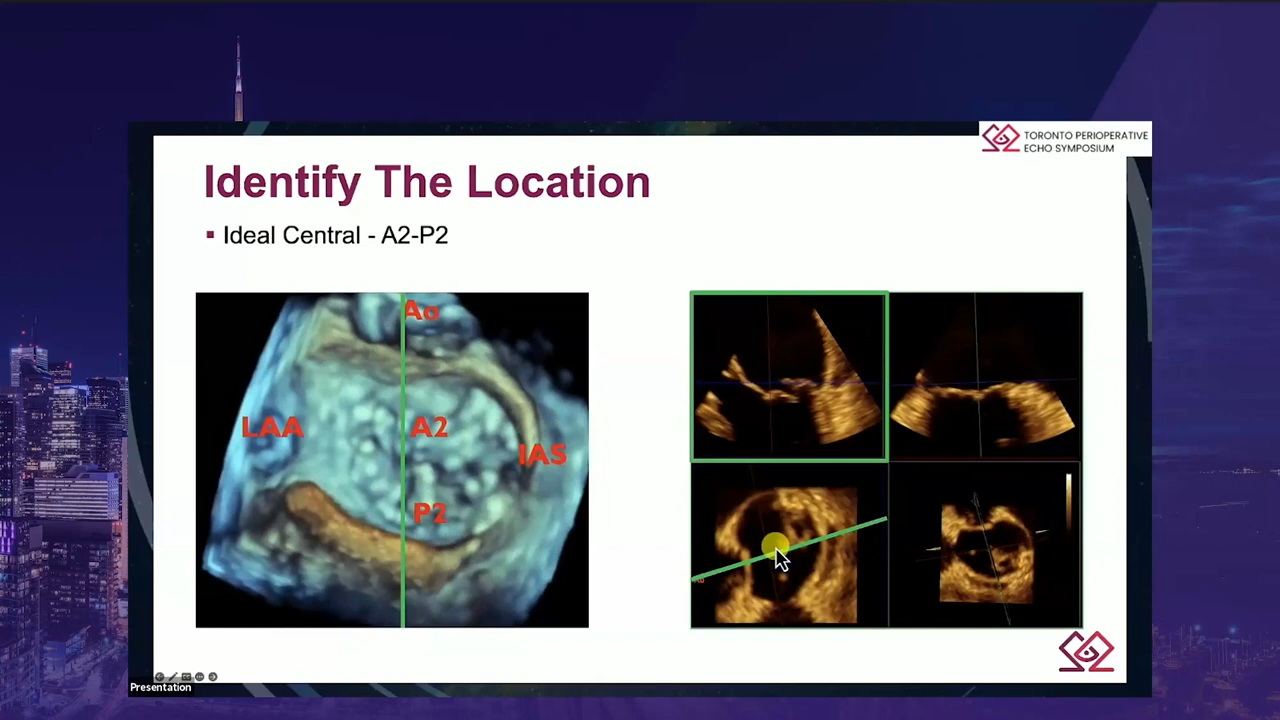 TORONTO PERIOPERATIVE
ECHO SYMPOSIUM
Identify The Location
Ideal Central - A2-P2
Ao
LAA
A2
IAS
P2
Presentation